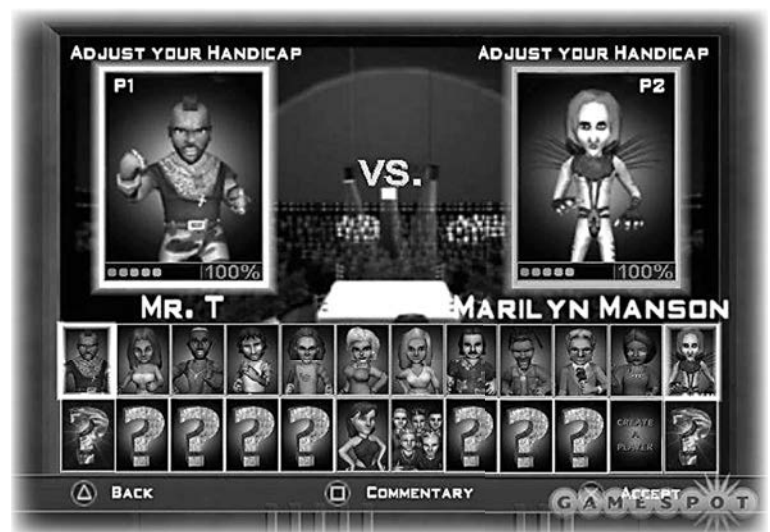 ADJUST YOUR HANDICAP ADJUST YOUR HANDICAP
P1 P2
VS.
100% 100%
MR. T MARILYN MANSON
? ? ? ? ? ? ? ? CREATE A PLAYER ?
BACK COMMENTARY ACCEPT
GAMESPOT